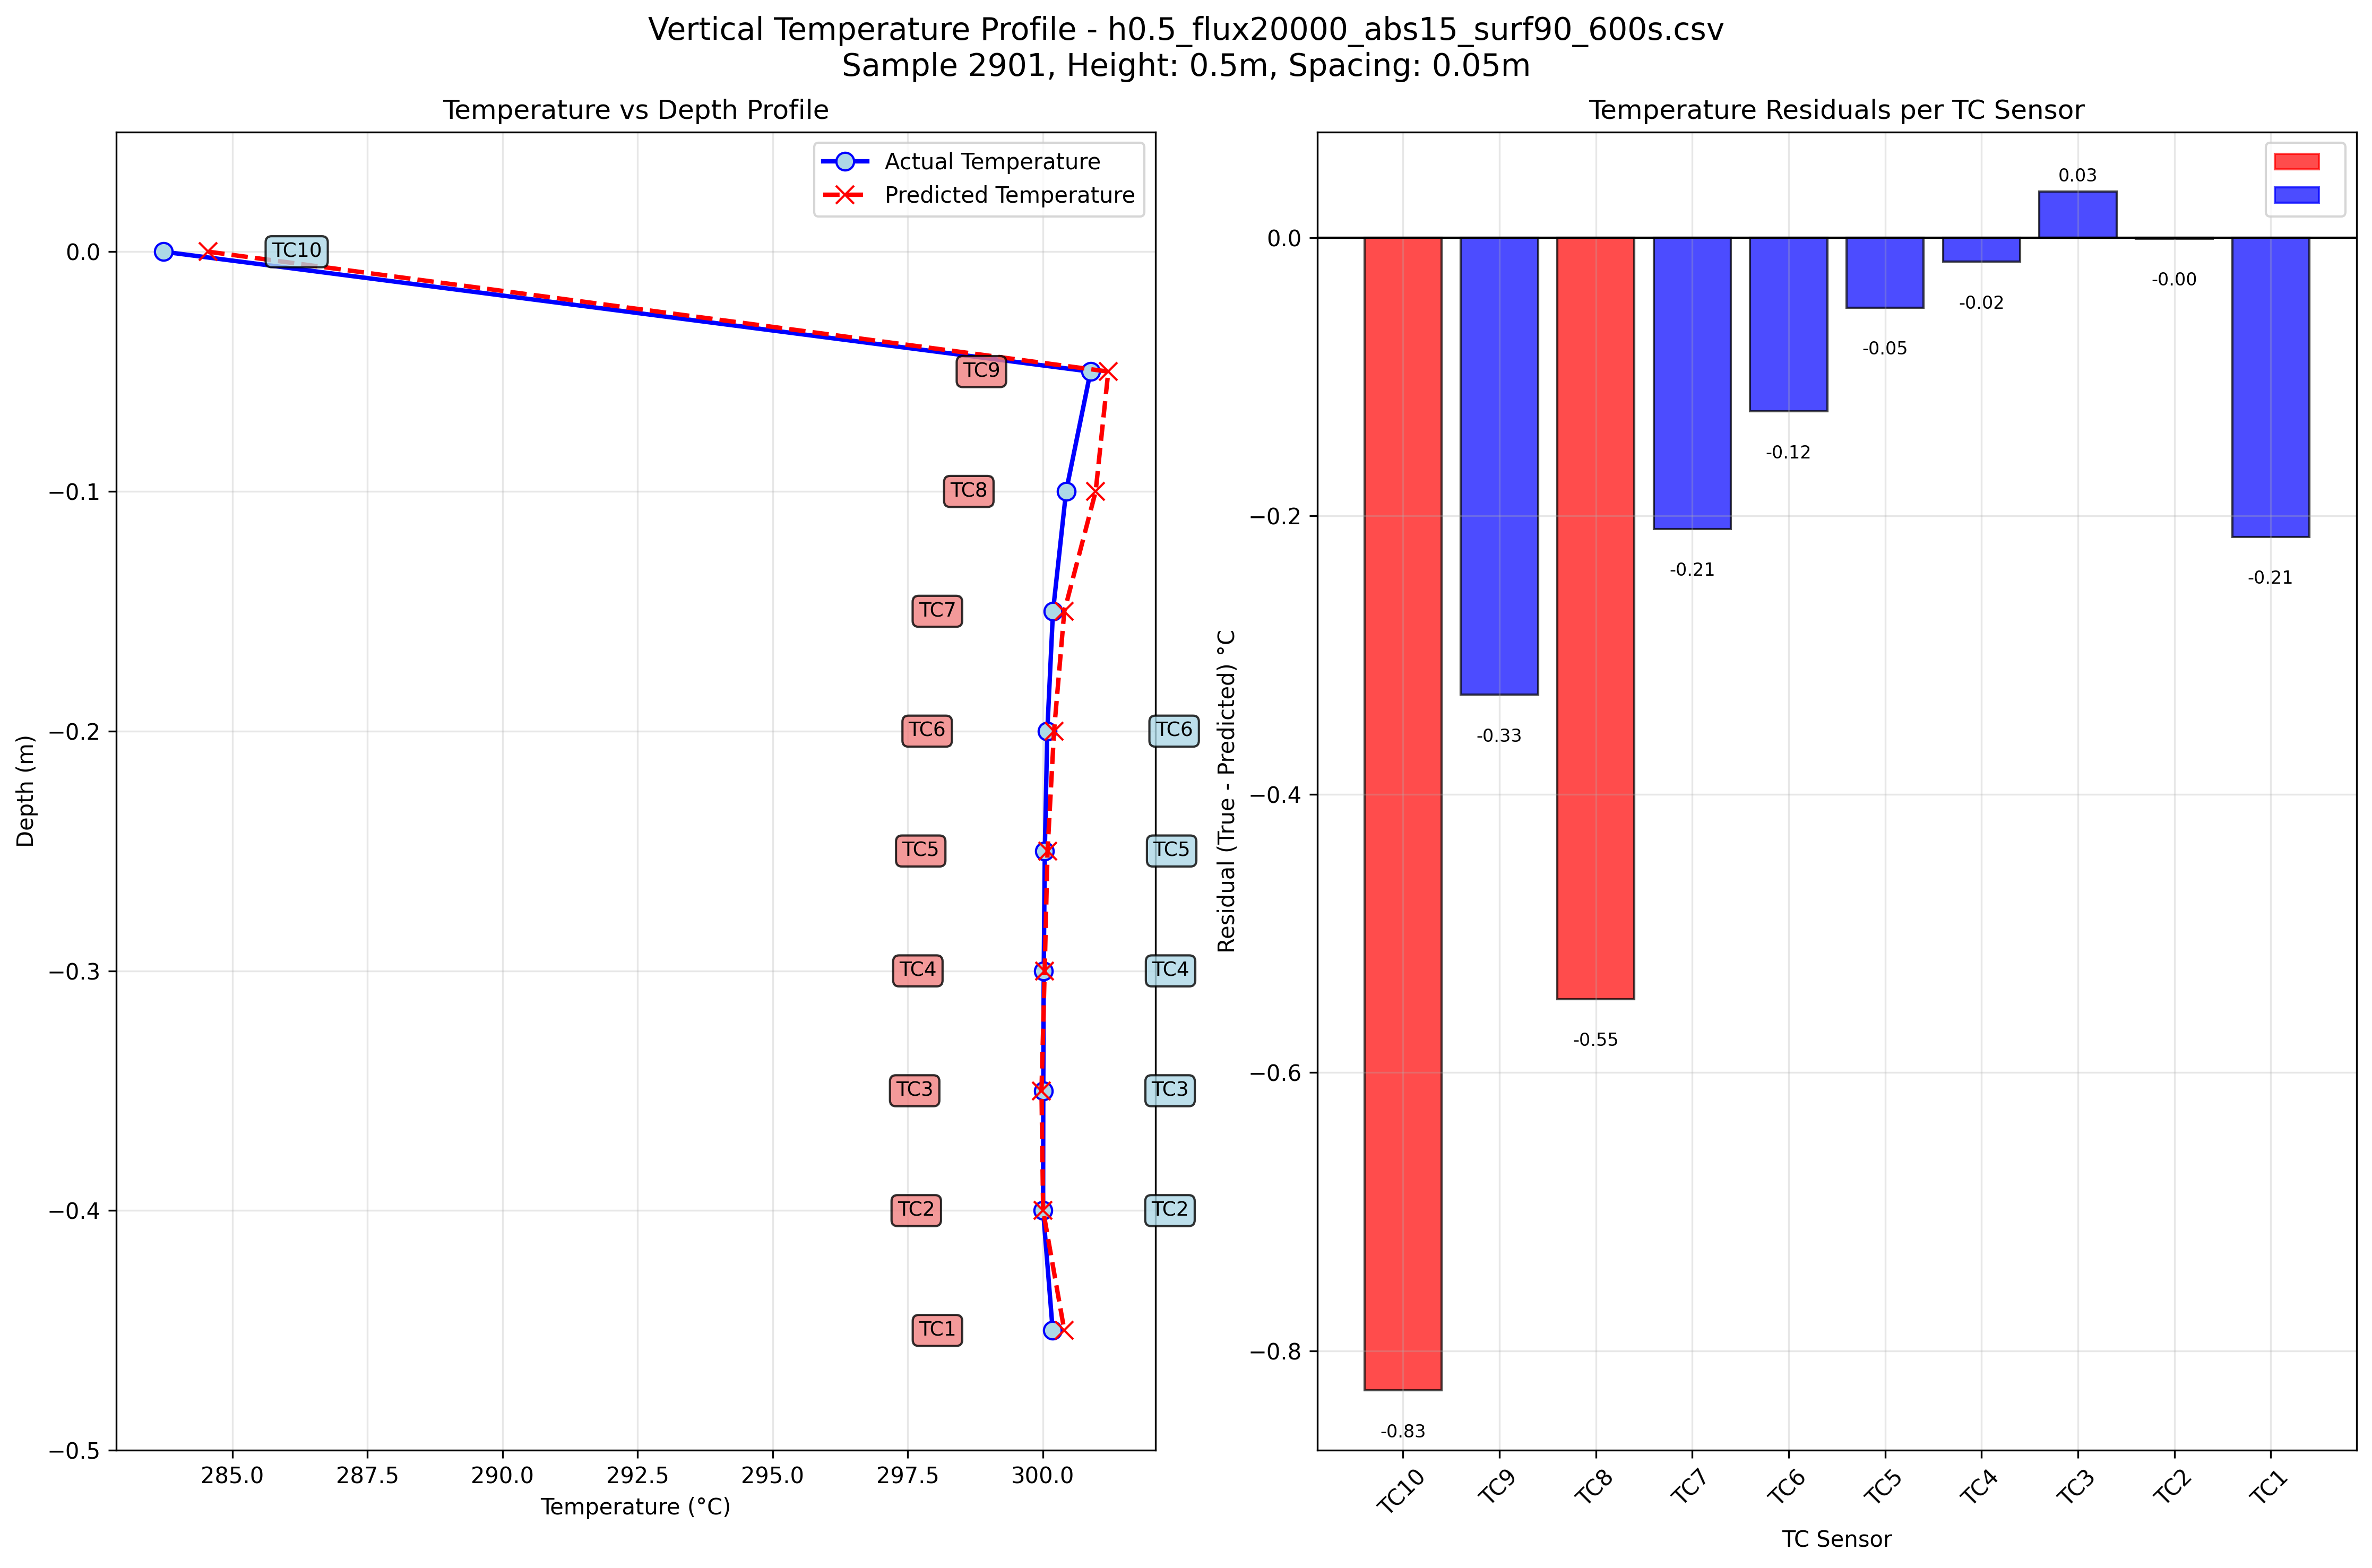 Vertical Temperature Profile - h0.5_flux20000_abs15_surf90_600s.csv
Sample 2901, Height: 0.5m, Spacing: 0.05m
Temperature vs Depth Profile
Actual Temperature
Predicted Temperature
0.0
−0.1
−0.2
−0.3
−0.4
−0.5
Depth (m)
TC10
TC9
TC8
TC7
TC6
TC6
TC5
TC5
TC4
TC4
TC3
TC3
TC2
TC2
TC1
285.0
287.5
290.0
292.5
295.0
297.5
300.0
Temperature (°C)
Temperature Residuals per TC Sensor
0.0
−0.2
−0.4
−0.6
−0.8
Residual (True - Predicted) °C
-0.83
-0.33
-0.55
-0.21
-0.12
-0.05
-0.02
0.03
-0.00
-0.21
TC10
TC9
TC8
TC7
TC6
TC5
TC4
TC3
TC2
TC1
TC Sensor